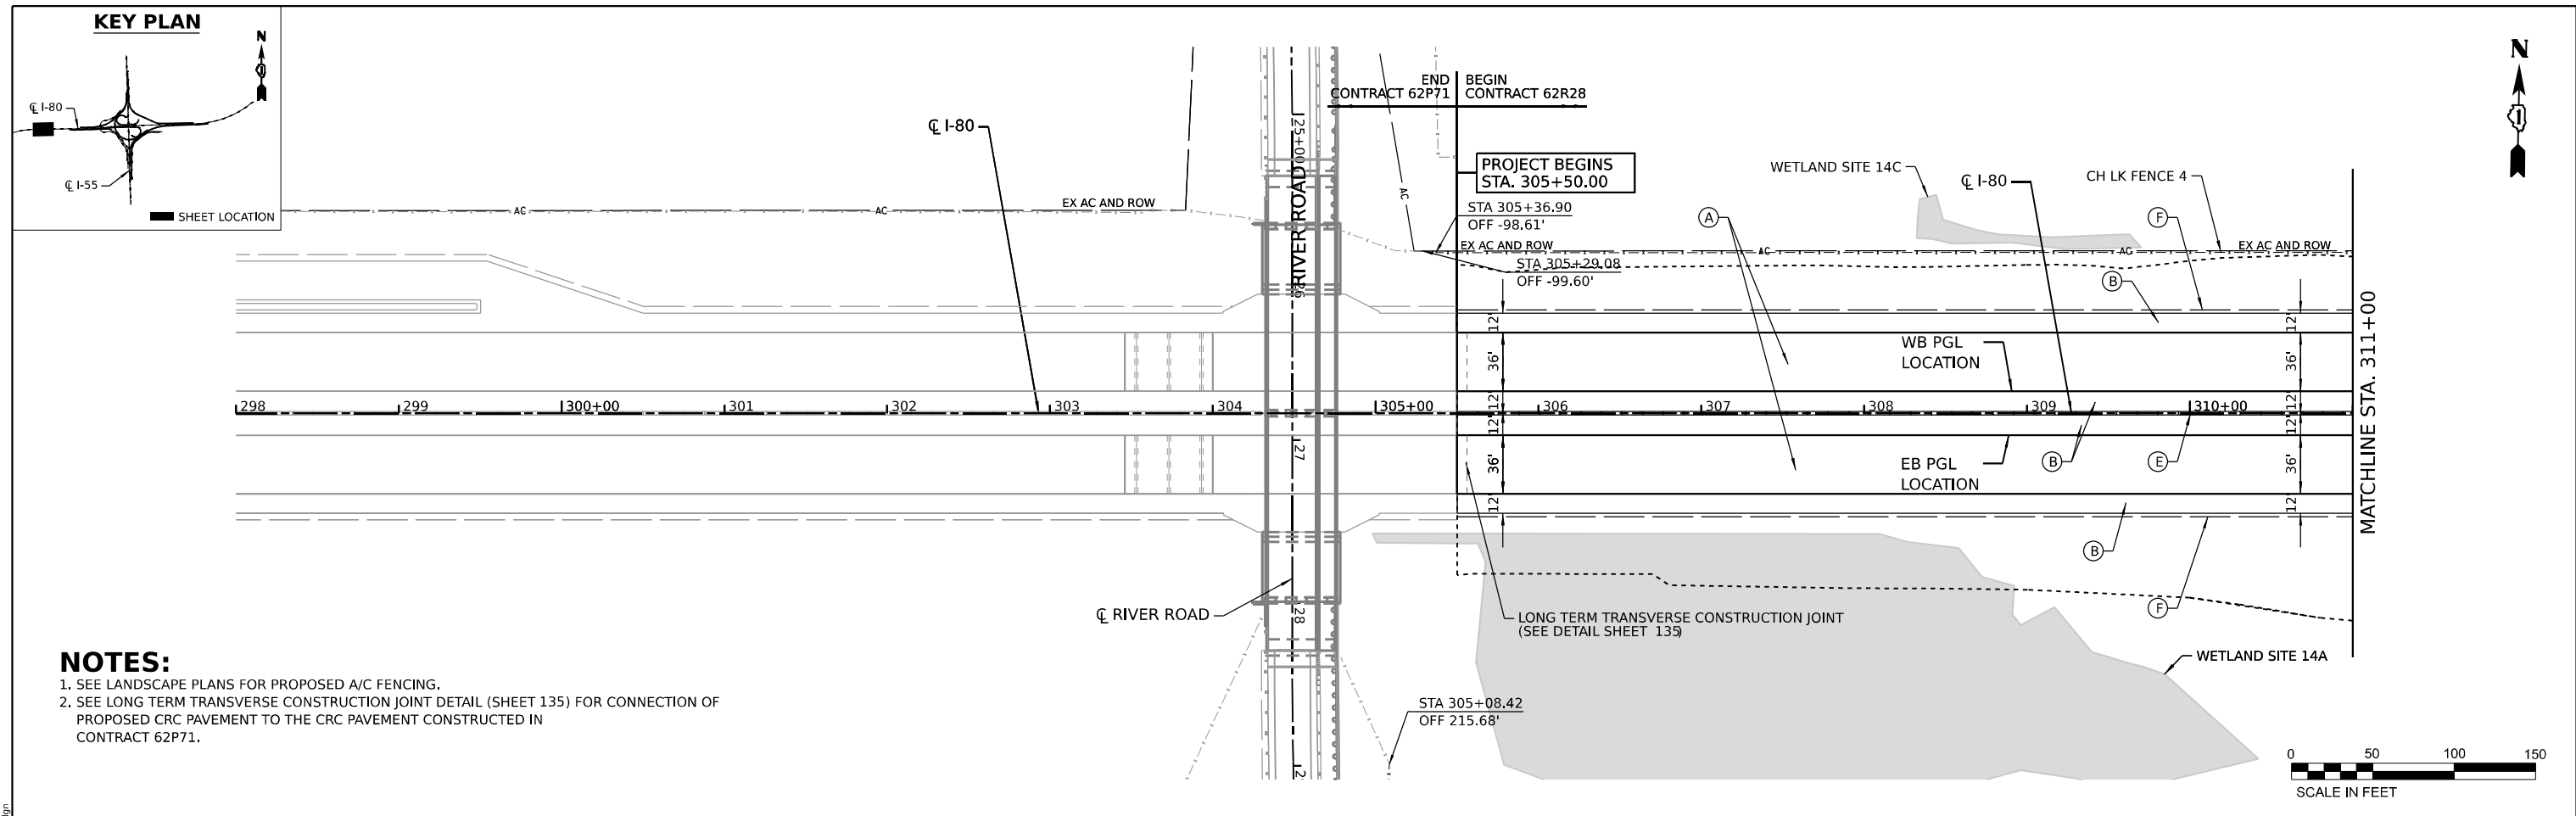 KEY PLAN
N
℄ I-80
℄ I-55
SHEET LOCATION
END
CONTRACT 62P71
BEGIN
CONTRACT 62R28
N
1
PROJECT BEGINS
STA. 305+50.00
℄ I-80
25+00
RIVER ROAD
26
27
28
AC
AC
EX AC AND ROW
AC
STA 305+36.90
OFF -98.61'
EX AC AND ROW
STA 305+29.08
OFF -99.60'
WETLAND SITE 14C
℄ I-80
CH LK FENCE 4
A
F
AC
AC
EX AC AND ROW
B
12'
36'
12'
12'
36'
12'
WB PGL
LOCATION
EB PGL
LOCATION
12'
36'
12'
12'
36'
12'
298
299
300+00
301
302
303
304
305+00
306
307
308
309
310+00
MATCHLINE STA. 311+00
B
E
B
F
℄ RIVER ROAD
LONG TERM TRANSVERSE CONSTRUCTION JOINT
(SEE DETAIL SHEET 135)
WETLAND SITE 14A
STA 305+08.42
OFF 215.68'
NOTES:
1. SEE LANDSCAPE PLANS FOR PROPOSED A/C FENCING.
2. SEE LONG TERM TRANSVERSE CONSTRUCTION JOINT DETAIL (SHEET 135) FOR CONNECTION OF
PROPOSED CRC PAVEMENT TO THE CRC PAVEMENT CONSTRUCTED IN
CONTRACT 62P71.
0 50 100 150
SCALE IN FEET